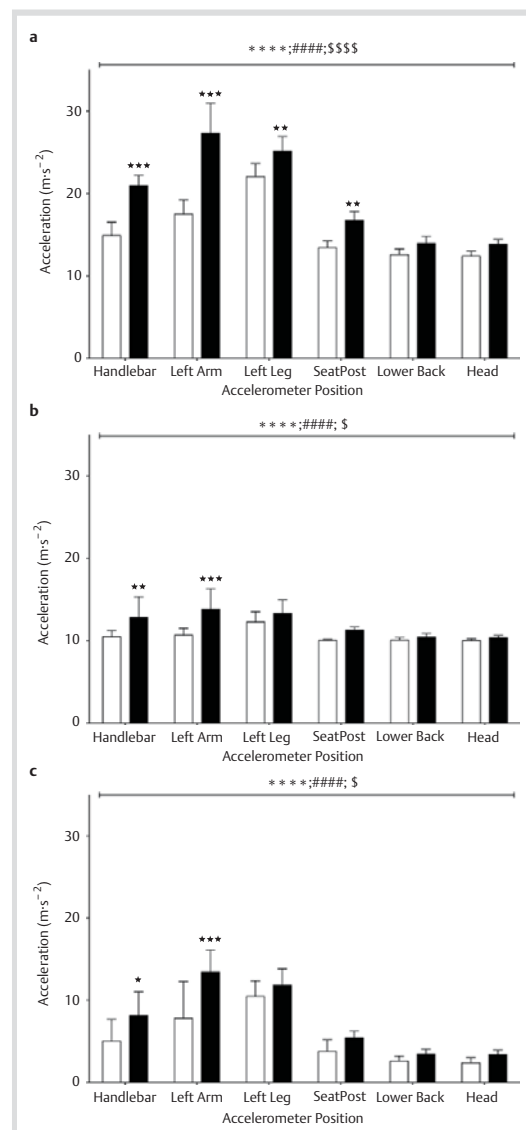 a
∗∗∗∗;####;$$$$
30
20
10
0
Acceleration (m·s⁻²)
★★★
★★★
★★
★★
Handlebar Left Arm Left Leg SeatPost Lower Back Head
Accelerometer Position
b
∗∗∗∗;####; $
30
20
10
0
Acceleration (m·s⁻²)
★★
★★★
Handlebar Left Arm Left Leg SeatPost Lower Back Head
Accelerometer Position
c
∗∗∗∗;####; $
30
20
10
0
Acceleration (m·s⁻²)
★
★★★
Handlebar Left Arm Left Leg SeatPost Lower Back Head
Accelerometer Position